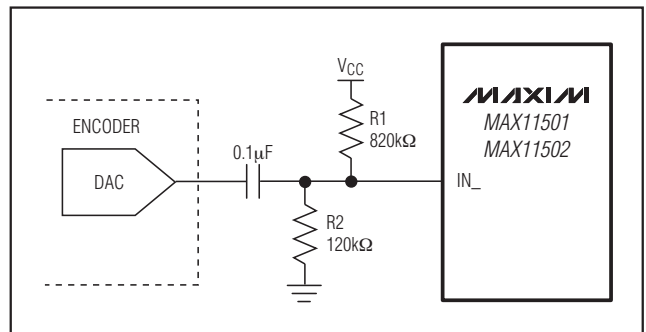 VCC
R1
820kΩ
MAXIM
MAX11501
MAX11502
ENCODER
DAC
0.1µF
IN_
R2
120kΩ